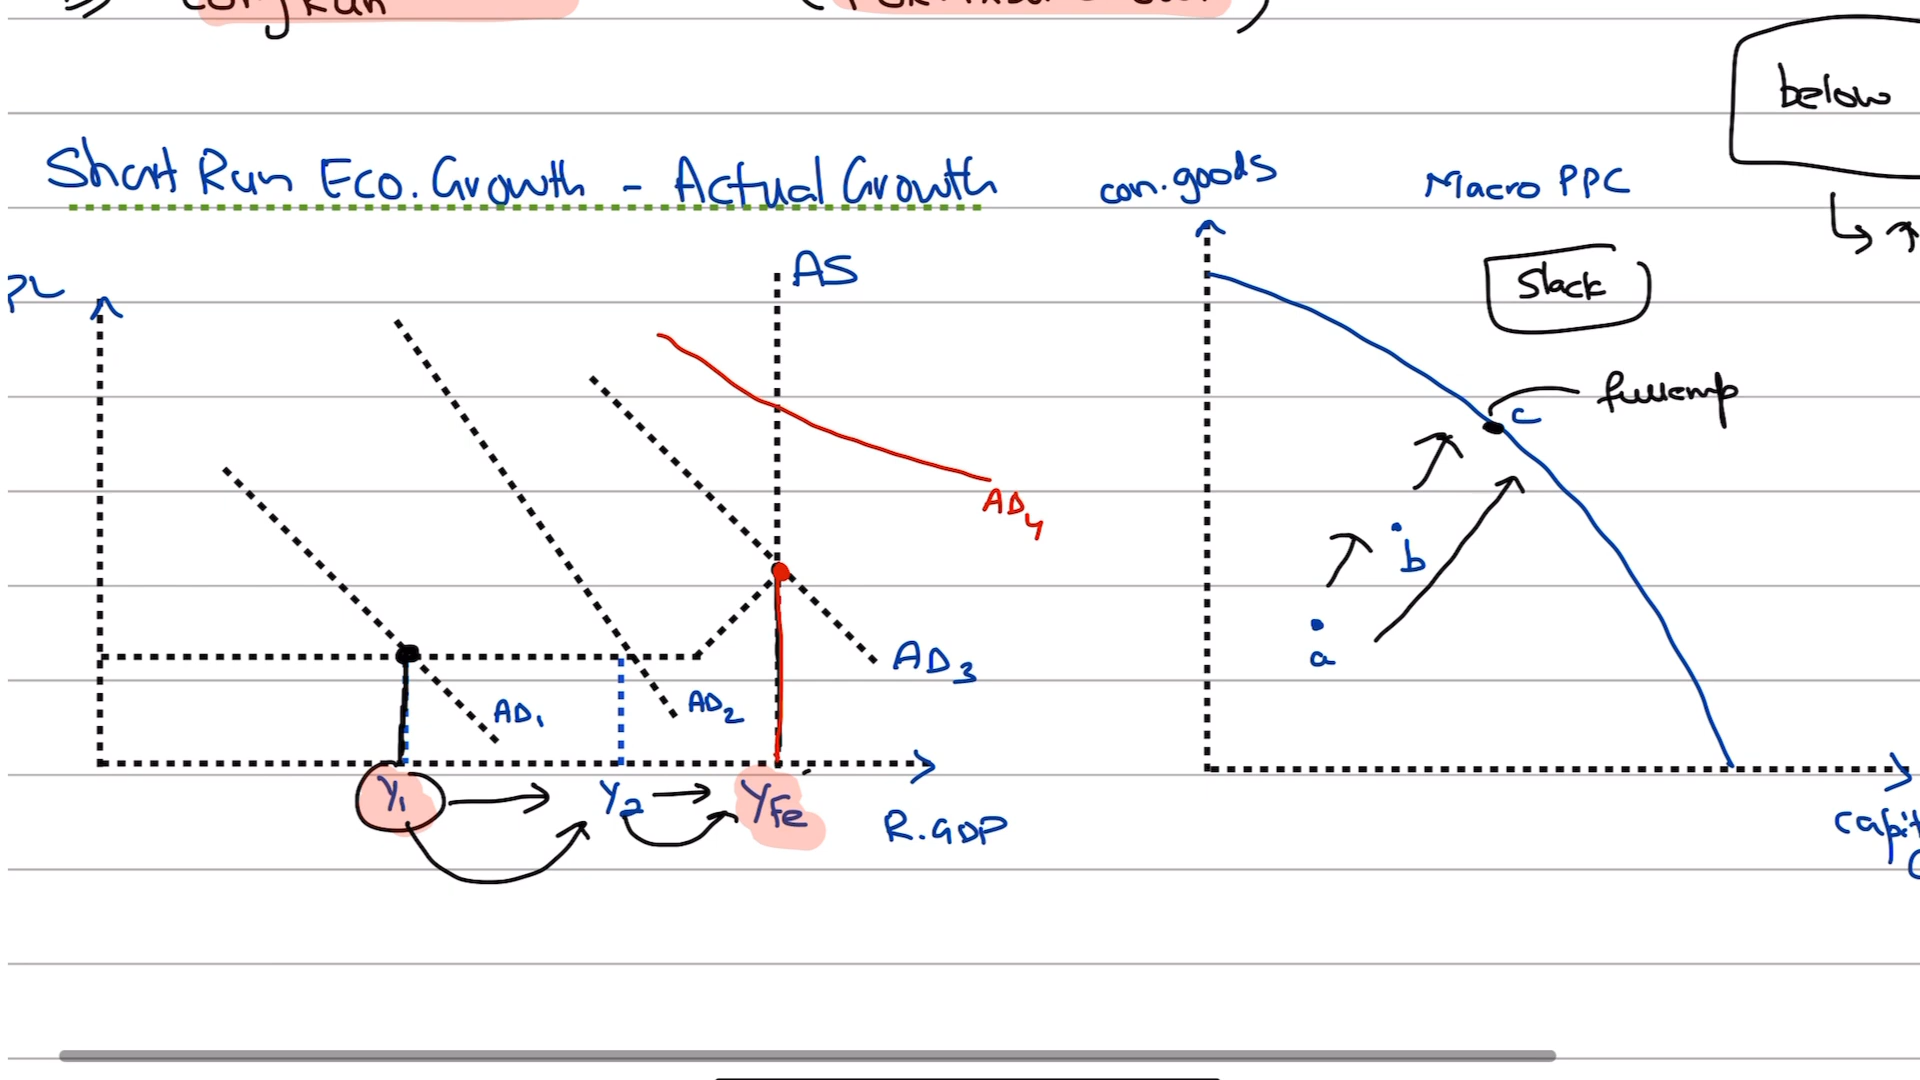 below
Short Run Eco. Growth - Actual Growth
con. goods
Macro PPC
AS
Slack
PL
fullemp
c
AD4
b
a
AD3
AD1
AD2
Y1
Y2
YFe
R.GDP